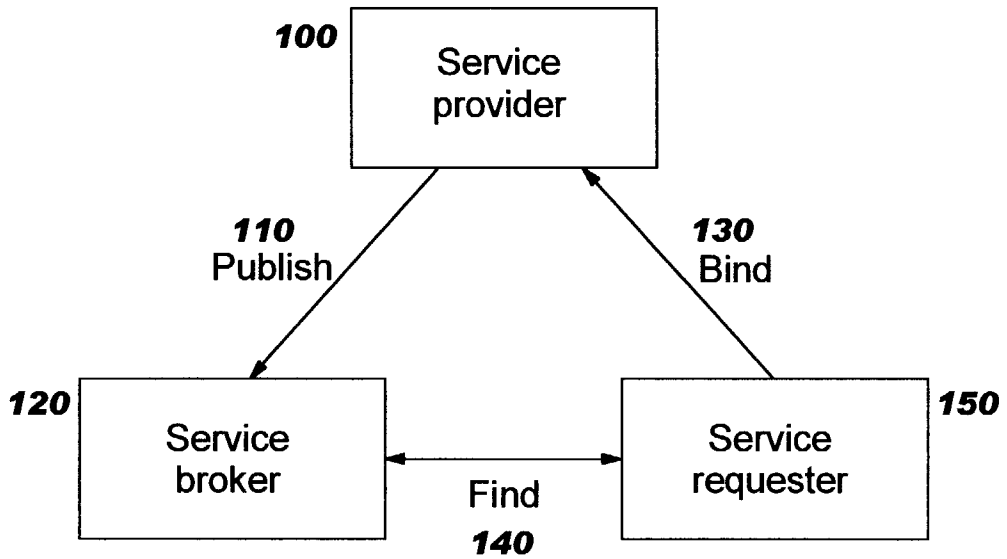 100
Service
provider
110
Publish
130
Bind
120
Service
broker
Find
140
Service
requester
150